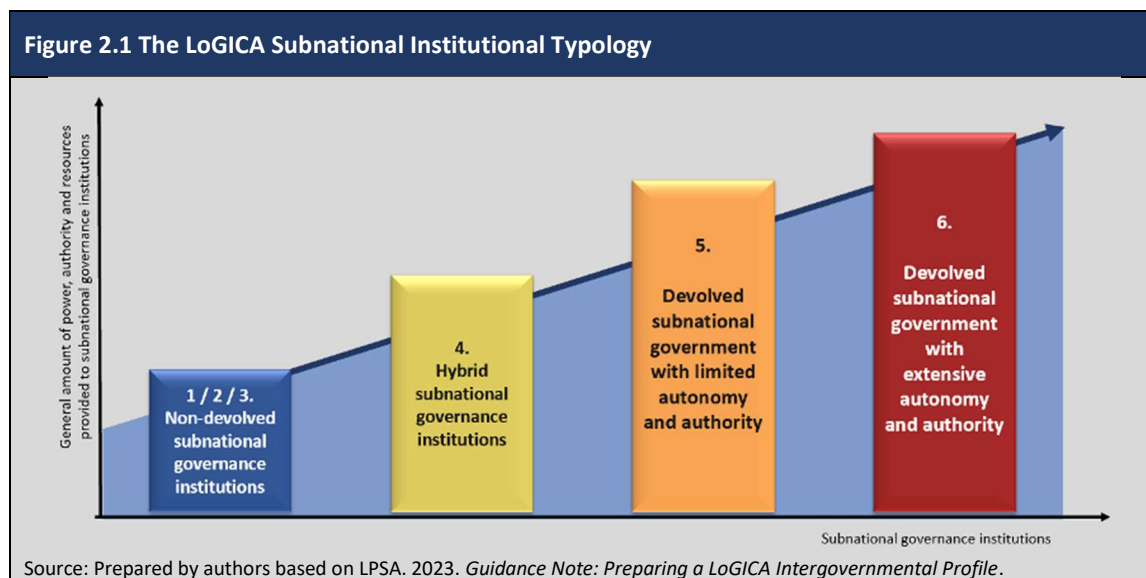 Figure 2.1 The LoGICA Subnational Institutional Typology
General amount of power, authority and resources
provided to subnational governance institutions
1 / 2 / 3.
Non-devolved
subnational
governance
institutions
4.
Hybrid
subnational
governance
institutions
5.
Devolved
subnational
government
with limited
autonomy
and authority
6.
Devolved
subnational
government
with
extensive
autonomy
and authority
Subnational governance institutions
Source: Prepared by authors based on LPSA. 2023. Guidance Note: Preparing a LoGICA Intergovernmental Profile.